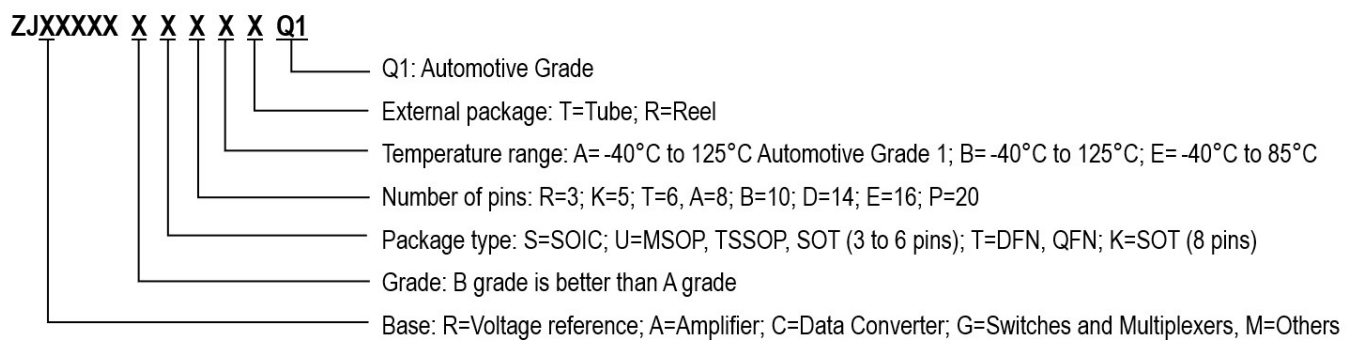 ZJXXXXX X X X X X Q1
Q1: Automotive Grade
External package: T=Tube; R=Reel
Temperature range: A= -40°C to 125°C Automotive Grade 1; B= -40°C to 125°C; E= -40°C to 85°C
Number of pins: R=3; K=5; T=6, A=8; B=10; D=14; E=16; P=20
Package type: S=SOIC; U=MSOP, TSSOP, SOT (3 to 6 pins); T=DFN, QFN; K=SOT (8 pins)
Grade: B grade is better than A grade
Base: R=Voltage reference; A=Amplifier; C=Data Converter; G=Switches and Multiplexers, M=Others